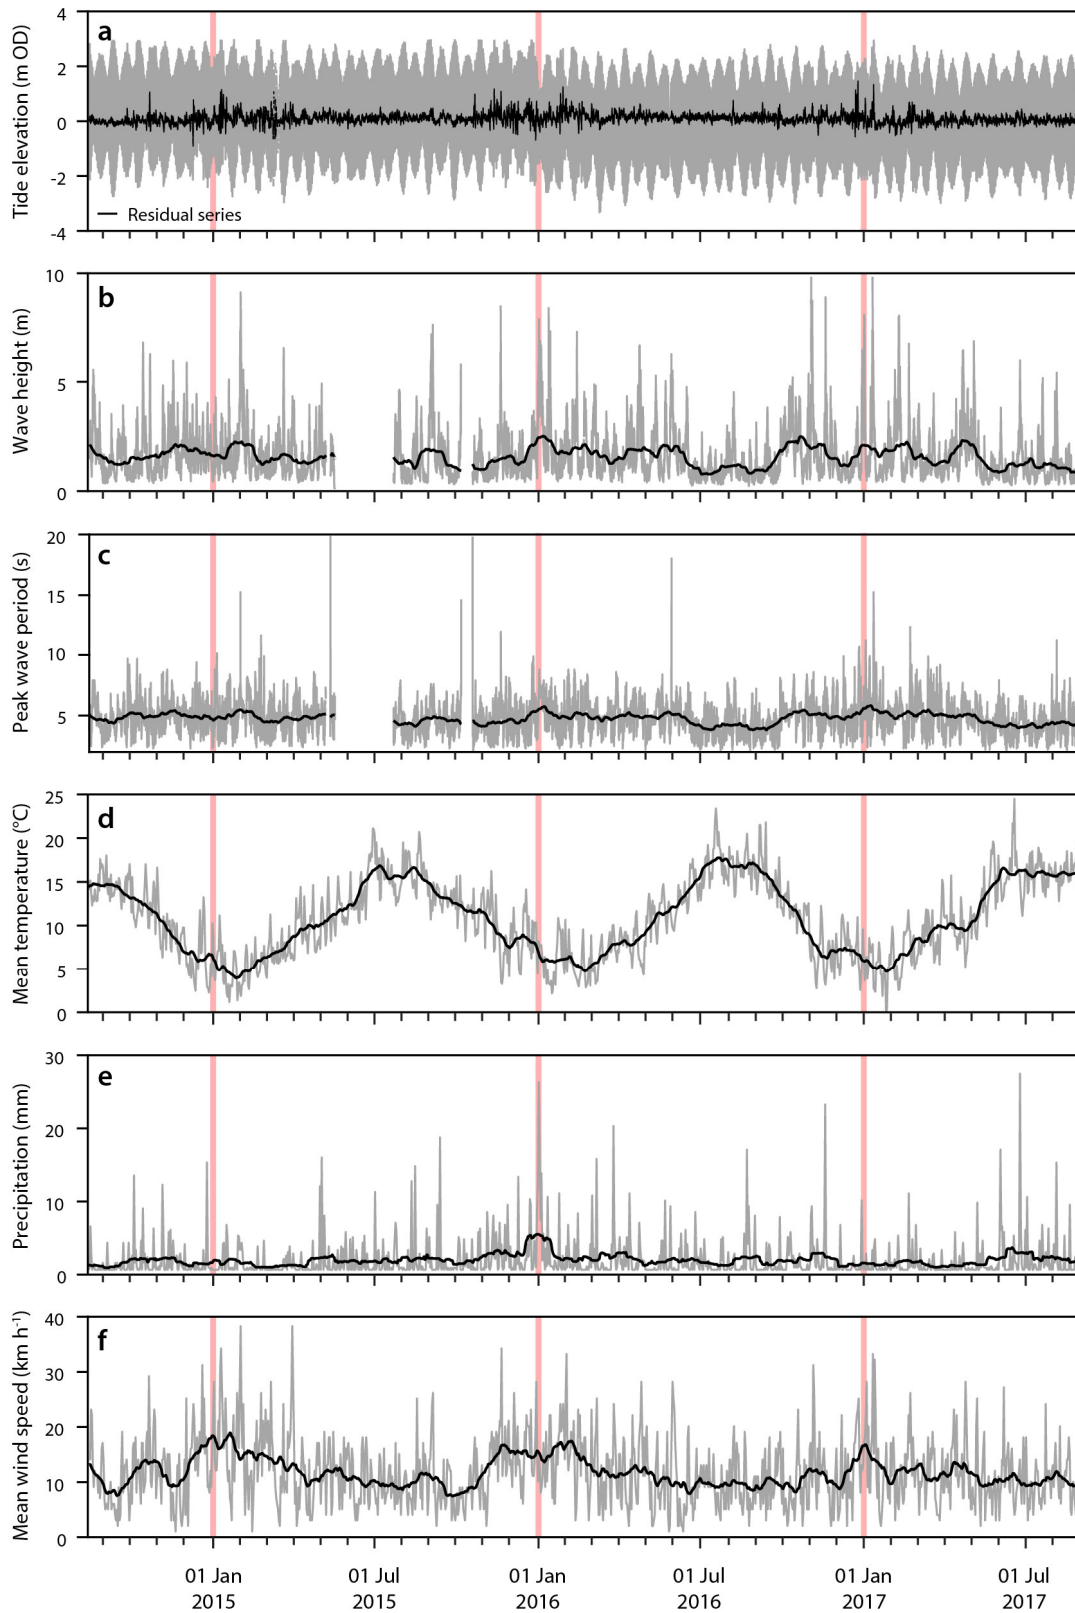 Tide elevation (m OD)
4
2
0
-2
-4
a
Residual series
Wave height (m)
10
5
0
b
Peak wave period (s)
20
15
10
5
c
Mean temperature (°C)
25
20
15
10
5
0
d
Precipitation (mm)
30
20
10
0
e
Mean wind speed (km h⁻¹)
40
30
20
10
0
f
01 Jan 01 Jul 01 Jan 01 Jul 01 Jan 01 Jul
2015 2015 2016 2016 2017 2017